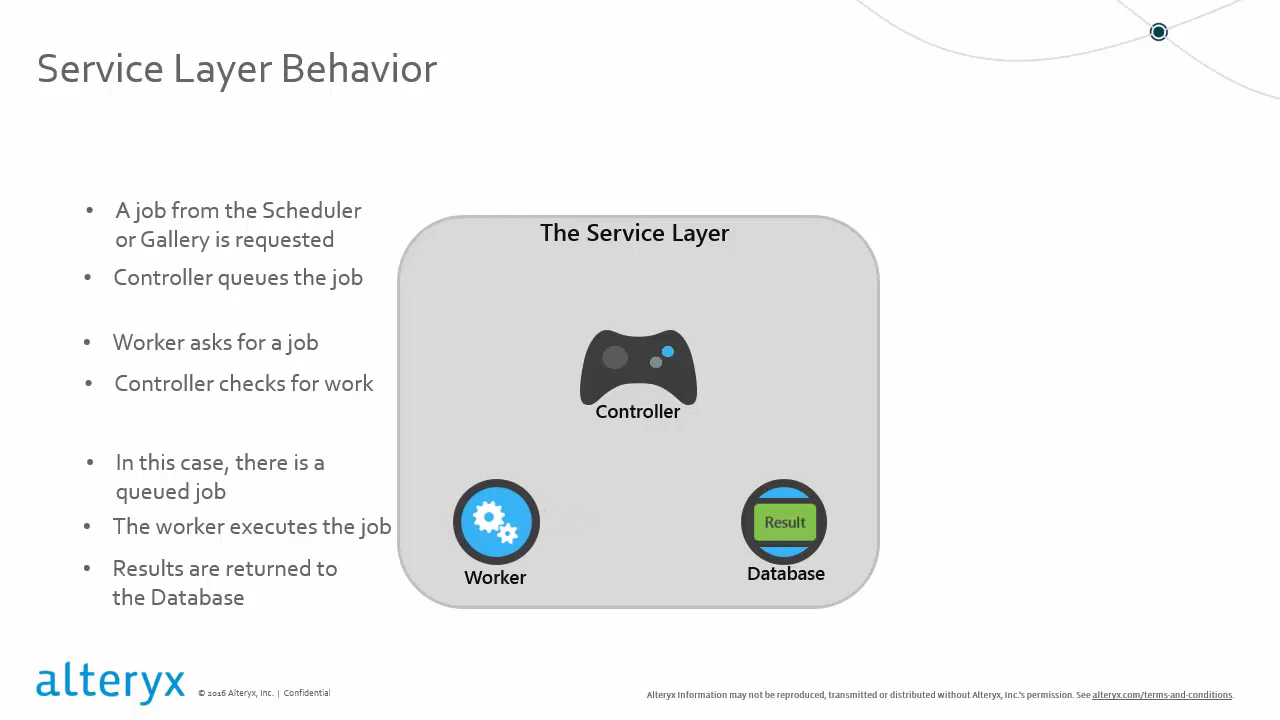 Service Layer Behavior
• A job from the Scheduler
or Gallery is requested
• Controller queues the job
• Worker asks for a job
• Controller checks for work
• In this case, there is a
queued job
• The worker executes the job
• Results are returned to
the Database
The Service Layer
Controller
Worker
Result
Database
alteryx
© 2016 Alteryx, Inc. | Confidential
Alteryx Information may not be reproduced, transmitted or distributed without Alteryx, Inc.'s permission. See alteryx.com/terms-and-conditions.